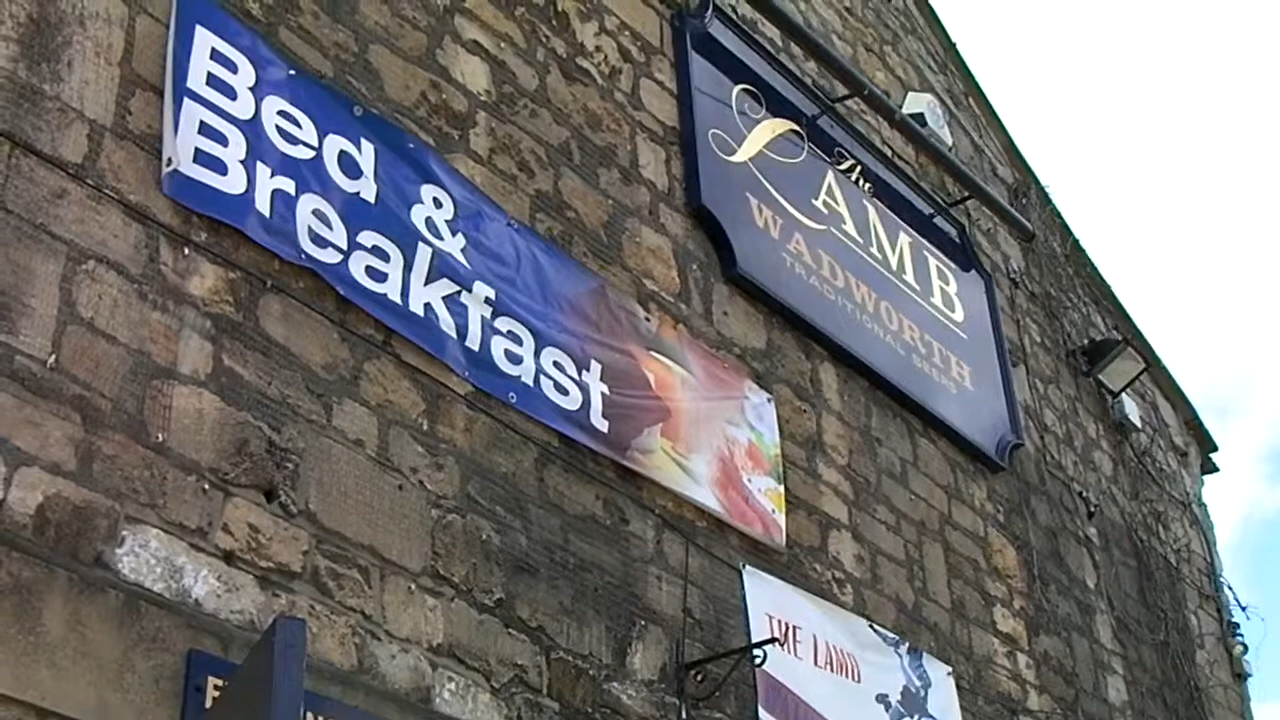 Bed &
Breakfast
The
LAMB
WADWORTH
TRADITIONAL BEERS
THE LAMB